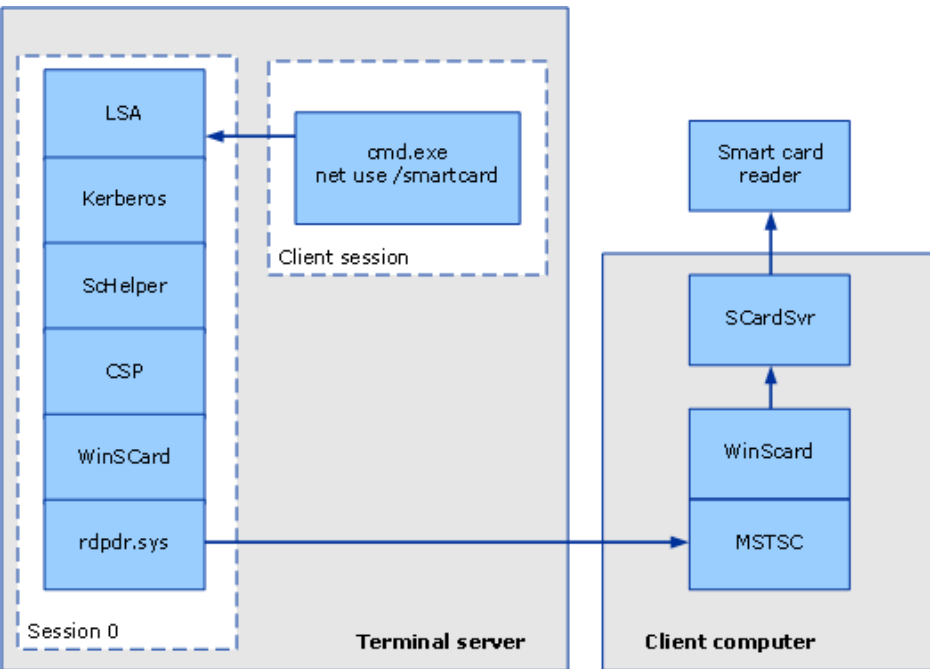 LSA
Kerberos
ScHelper
CSP
WinSCard
rdpdr.sys
Session 0
cmd.exe
net use /smartcard
Client session
Terminal server
Smart card
reader
SCardSvr
WinScard
MSTSC
Client computer